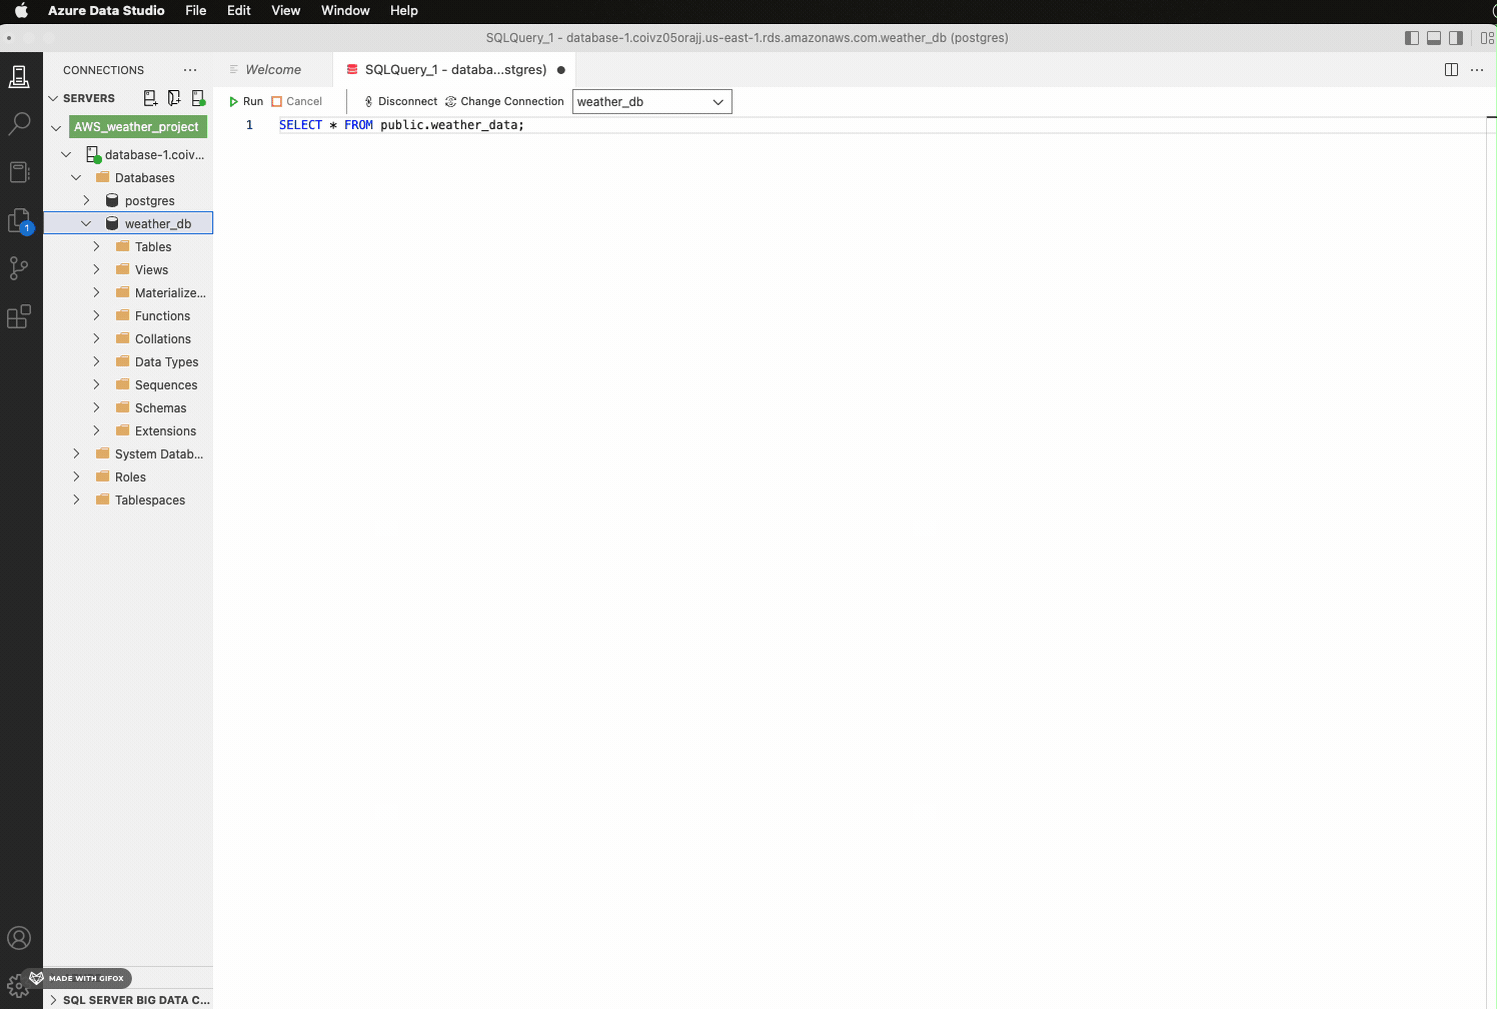 Azure Data Studio File Edit View Window Help
SQLQuery_1 - database-1.coivz05orajj.us-east-1.rds.amazonaws.com.weather_db (postgres)
CONNECTIONS ...
Welcome
SQLQuery_1 - databa...stgres)
SERVERS
Run Cancel Disconnect Change Connection weather_db
1 SELECT * FROM public.weather_data;
AWS_weather_project
database-1.coiv...
Databases
postgres
weather_db
1
Tables
Views
Materialize...
Functions
Collations
Data Types
Sequences
Schemas
Extensions
System Datab...
Roles
Tablespaces
MADE WITH GIFOX
SQL SERVER BIG DATA C...